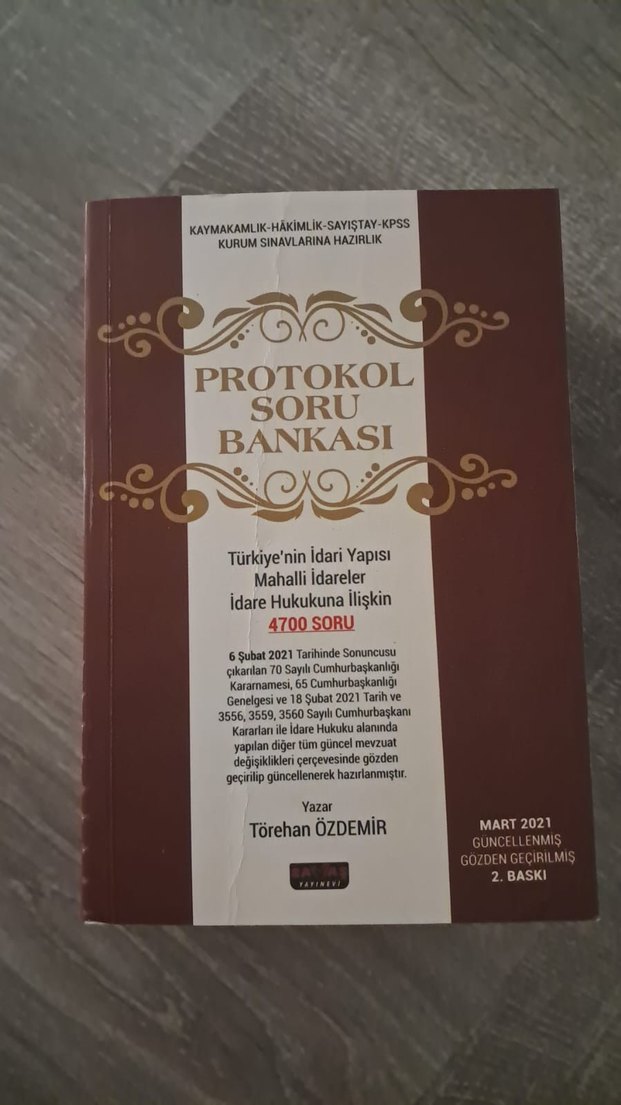 KAYMAKAMLIK-HÂKİMLİK-SAYIŞTAY-KPSS
KURUM SINAVLARINA HAZIRLIK
PROTOKOL
SORU
BANKASI
Türkiye'nin İdari Yapısı
Mahalli İdareler
İdare Hukukuna İlişkin
4700 SORU
6 Şubat 2021 Tarihinde Sonuncusu
çıkarılan 70 Sayılı Cumhurbaşkanlığı
Kararnamesi, 65 Cumhurbaşkanlığı
Genelgesi ve 18 Şubat 2021 Tarih ve
3556, 3559, 3560 Sayılı Cumhurbaşkanı
Kararları ile İdare Hukuku alanında
yapılan diğer tüm güncel mevzuat
değişiklikleri çerçevesinde gözden
geçirilip güncellenerek hazırlanmıştır.
Yazar
Törehan ÖZDEMİR
YAYINEVİ
MART 2021
GÜNCELLENMİŞ
GÖZDEN GEÇİRİLMİŞ
2. BASKI